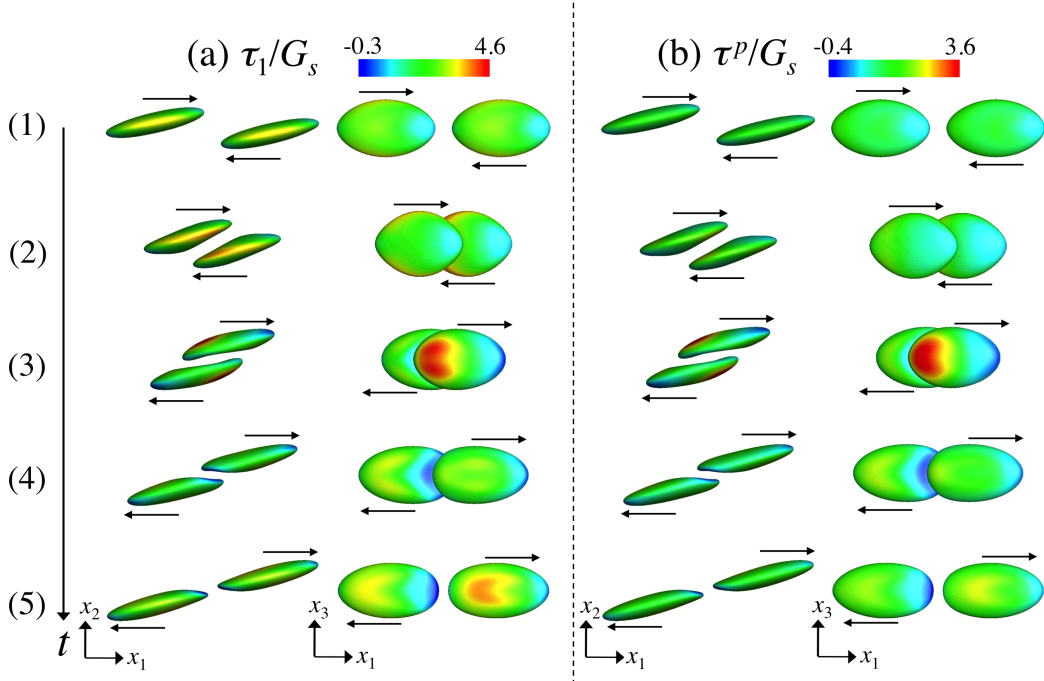 (a) τ₁/Gₛ -0.3 4.6
(b) τᵖ/Gₛ -0.4 3.6
(1)
(2)
(3)
(4)
(5)
t
x₂
x₁
x₃
x₁
x₂
x₁
x₃
x₁